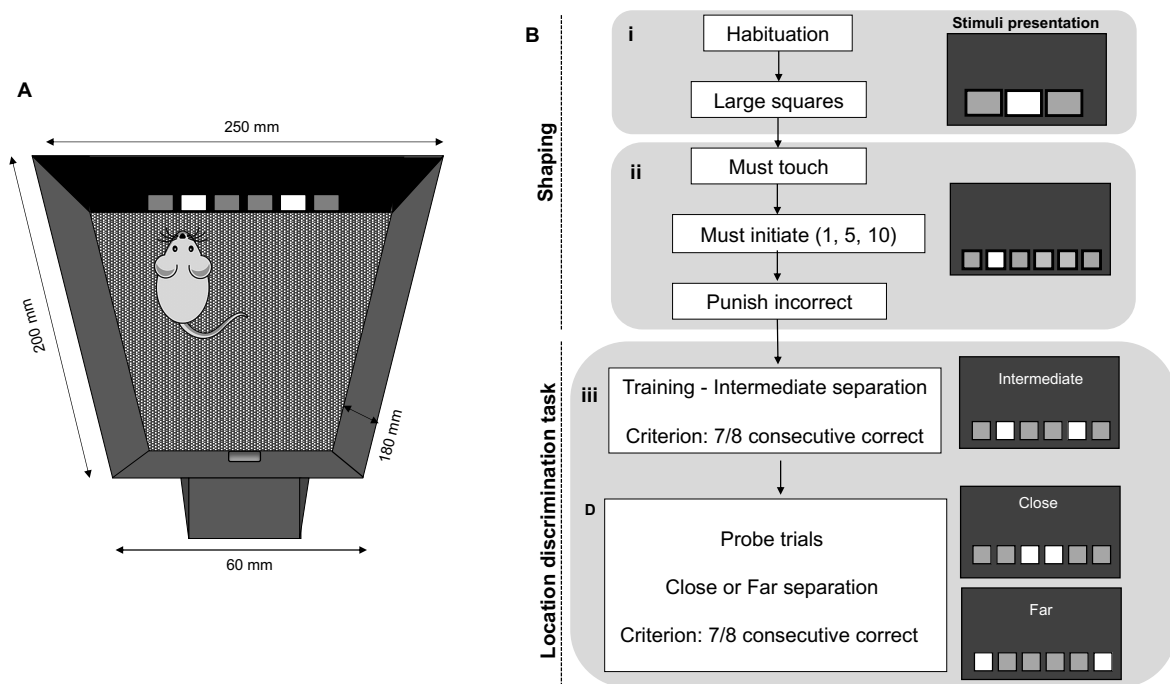 A
250 mm
200 mm
180 mm
60 mm
B
Shaping
i
Habituation
Large squares
Stimuli presentation
ii
Must touch
Must initiate (1, 5, 10)
Punish incorrect
Location discrimination task
iii
Training - Intermediate separation
Criterion: 7/8 consecutive correct
Intermediate
D
Probe trials
Close or Far separation
Criterion: 7/8 consecutive correct
Close
Far